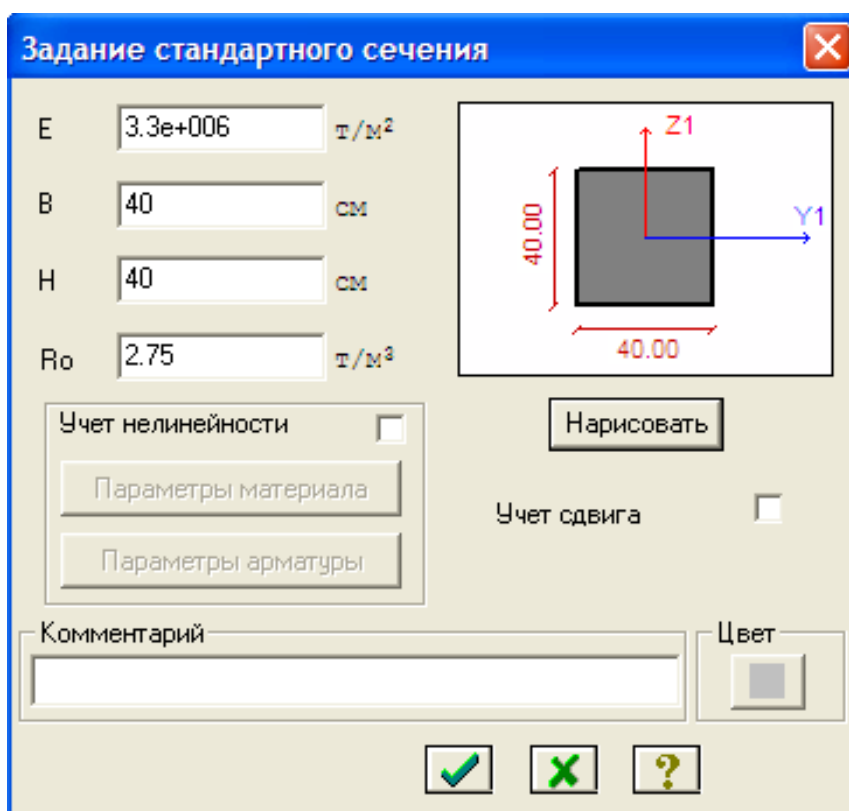 Задание стандартного сечения
E 3.3e+006 т/м²
B 40 см
H 40 см
Ro 2.75 т/м³
Z1
Y1
40.00
40.00
Учет нелинейности
Нарисовать
Параметры материала
Учет сдвига
Параметры арматуры
Комментарий
Цвет
?